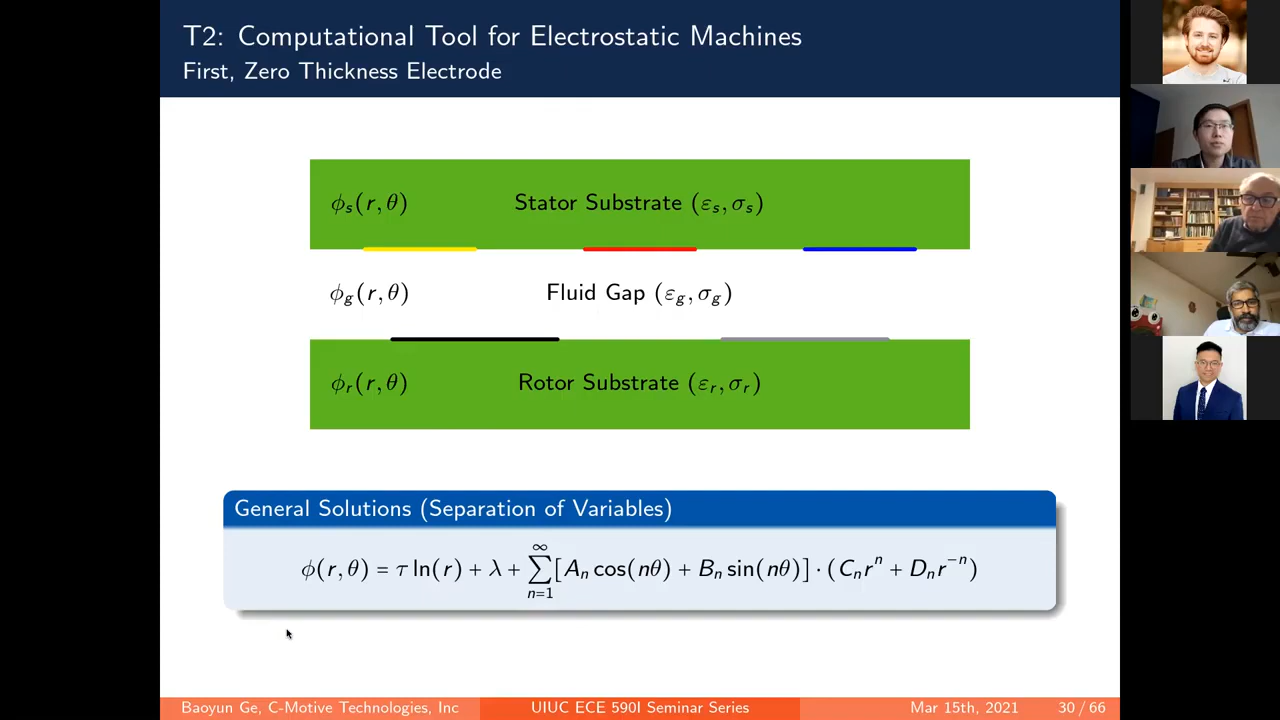 T2: Computational Tool for Electrostatic Machines
First, Zero Thickness Electrode
ϕₛ(r, θ) Stator Substrate (εₛ, σₛ)
ϕg(r, θ) Fluid Gap (εg, σg)
ϕᵣ(r, θ) Rotor Substrate (εᵣ, σᵣ)
General Solutions (Separation of Variables)
ϕ(r, θ) = τ ln(r) + λ + ∑ₙ₌₁^∞ [Aₙ cos(nθ) + Bₙ sin(nθ)] · (Cₙrⁿ + Dₙr⁻ⁿ)
Baoyun Ge, C-Motive Technologies, Inc UIUC ECE 590I Seminar Series Mar 15th, 2021 30 / 66